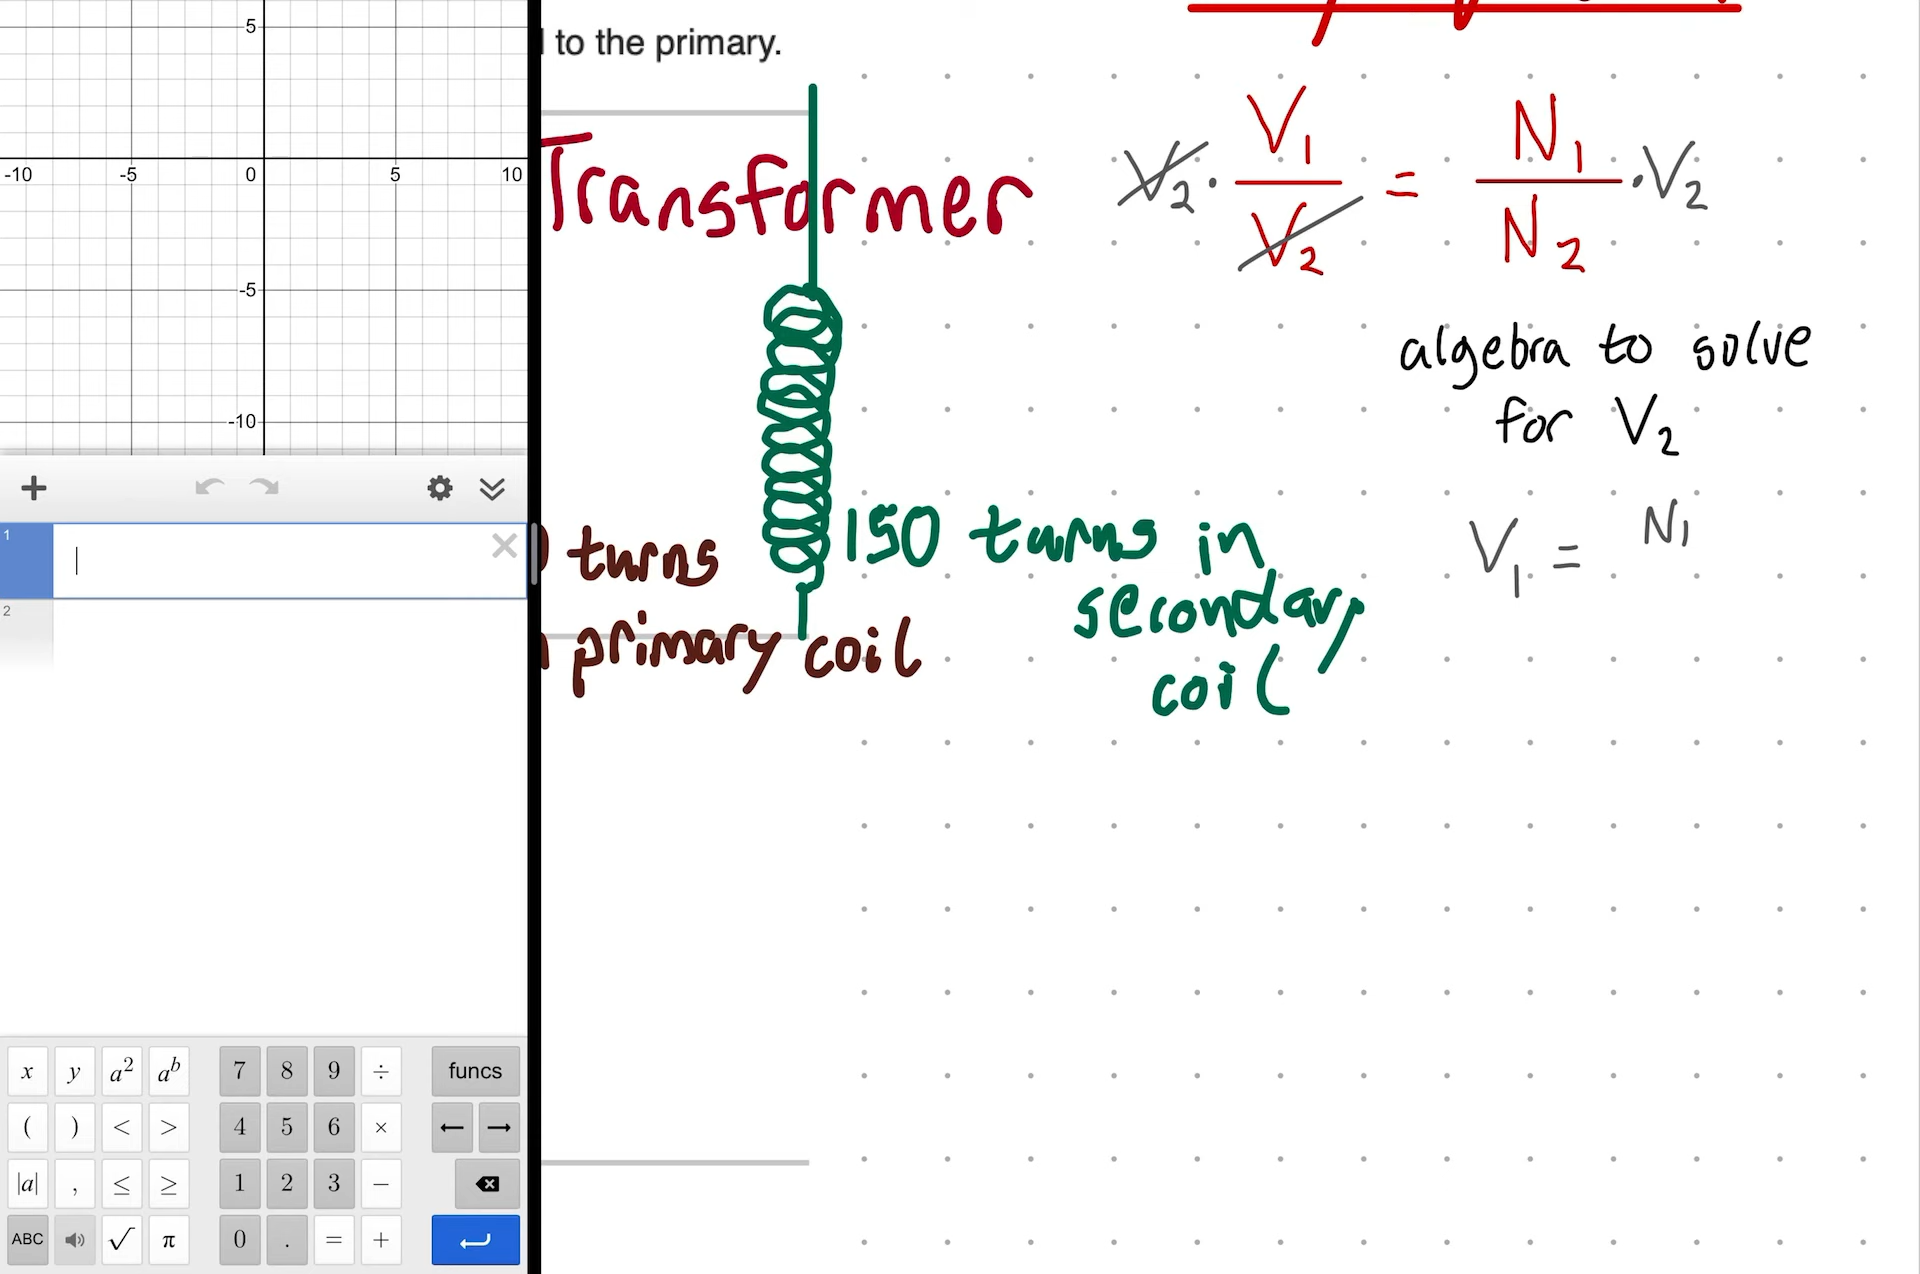 5
-10 -5 0 5 10
-5
-10
1
2
x y a² aᵇ 7 8 9 ÷ funcs
( ) < > 4 5 6 × ← →
|a| , ≤ ≥ 1 2 3 −
ABC √ π 0 . = +
to the primary.
Transformer
turns
primary coil
150 turns in
secondary
coil
V₂ · V₁/V₂ = N₁/N₂ · V₂
algebra to solve
for V₂
V₁ = N₁